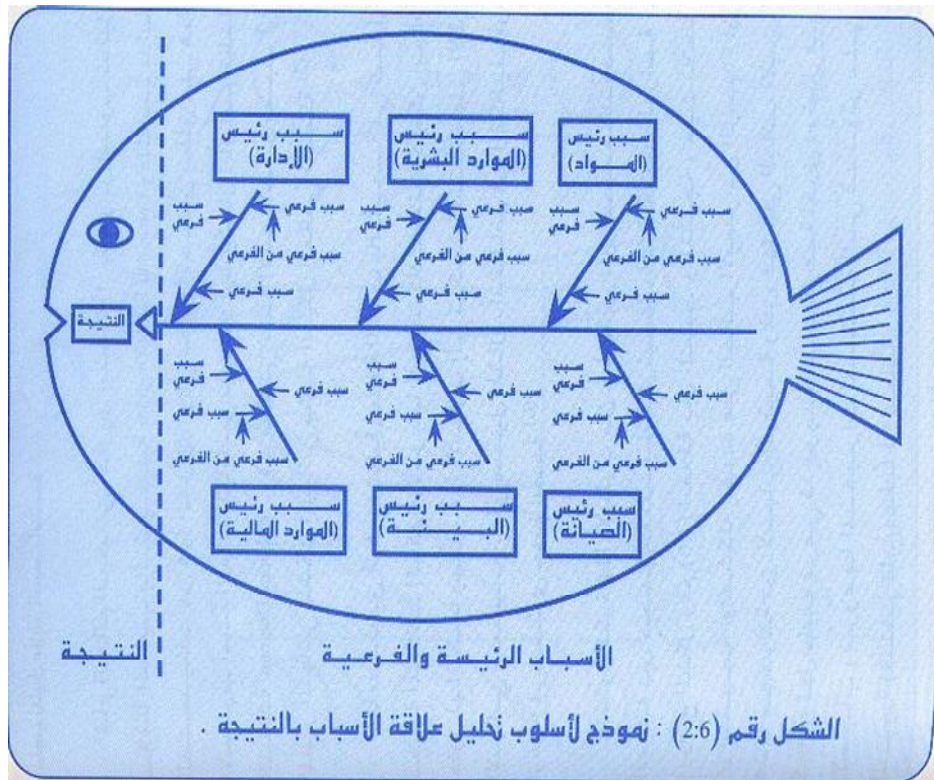 سبب رئيس
(المواد)
سبب رئيس
(الموارد البشرية)
سبب رئيس
(الإدارة)
سبب فرعي
سبب
فرعي
سبب فرعي من الفرعي
سبب فرعي
سبب فرعي
سبب
فرعي
سبب فرعي من الفرعي
سبب فرعي
سبب فرعي
سبب
فرعي
سبب فرعي من الفرعي
سبب فرعي
النتيجة
سبب
فرعي
سبب فرعي
سبب فرعي
سبب فرعي من الفرعي
سبب
فرعي
سبب فرعي
سبب فرعي
سبب فرعي من الفرعي
سبب
فرعي
سبب فرعي
سبب فرعي
سبب فرعي من الفرعي
سبب رئيس
(الصيانة)
سبب رئيس
(البيئة)
سبب رئيس
(الموارد المالية)
الأسباب الرئيسة والفرعية
النتيجة
الشكل رقم (2:6) : نموذج لأسلوب تحليل علاقة الأسباب بالنتيجة .